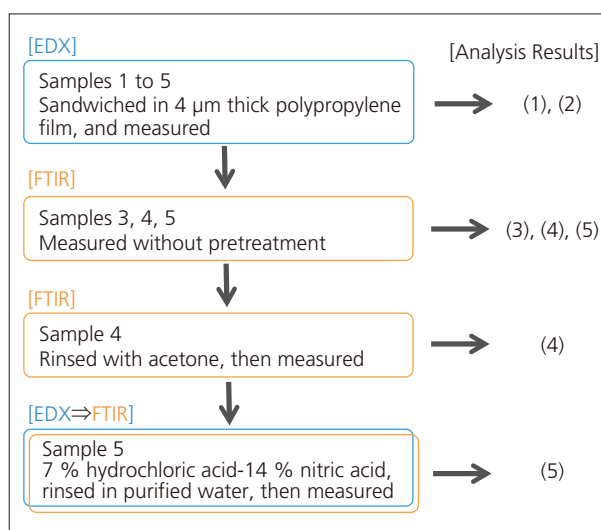 [EDX]
[Analysis Results]
Samples 1 to 5
Sandwiched in 4 µm thick polypropylene
film, and measured
(1), (2)
[FTIR]
Samples 3, 4, 5
Measured without pretreatment
(3), (4), (5)
[FTIR]
Sample 4
Rinsed with acetone, then measured
(4)
[EDX⇒FTIR]
Sample 5
7 % hydrochloric acid-14 % nitric acid,
rinsed in purified water, then measured
(5)